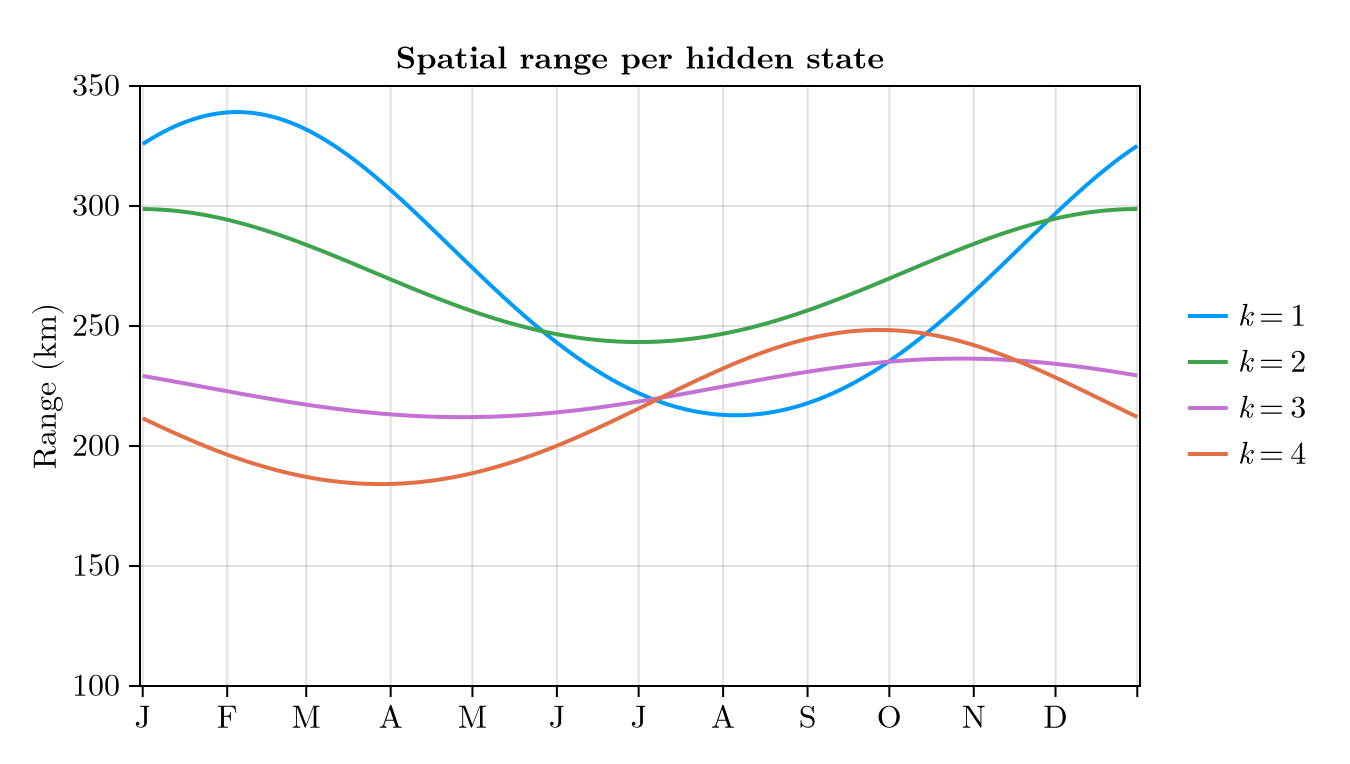 Spatial range per hidden state
350
300
250
200
150
100
Range (km)
J F M A M J J A S O N D
k = 1
k = 2
k = 3
k = 4